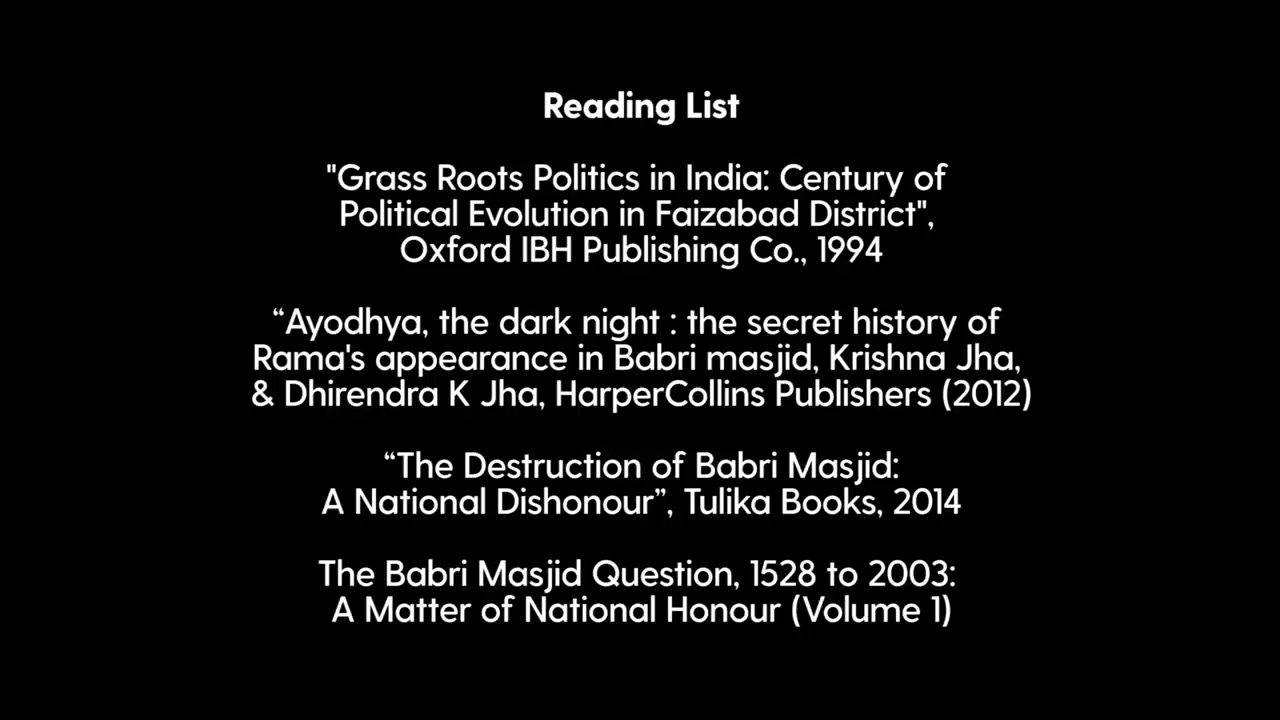 Reading List
"Grass Roots Politics in India: Century of
Political Evolution in Faizabad District",
Oxford IBH Publishing Co., 1994
“Ayodhya, the dark night : the secret history of
Rama's appearance in Babri masjid, Krishna Jha,
& Dhirendra K Jha, HarperCollins Publishers (2012)
“The Destruction of Babri Masjid:
A National Dishonour”, Tulika Books, 2014
The Babri Masjid Question, 1528 to 2003:
A Matter of National Honour (Volume 1)